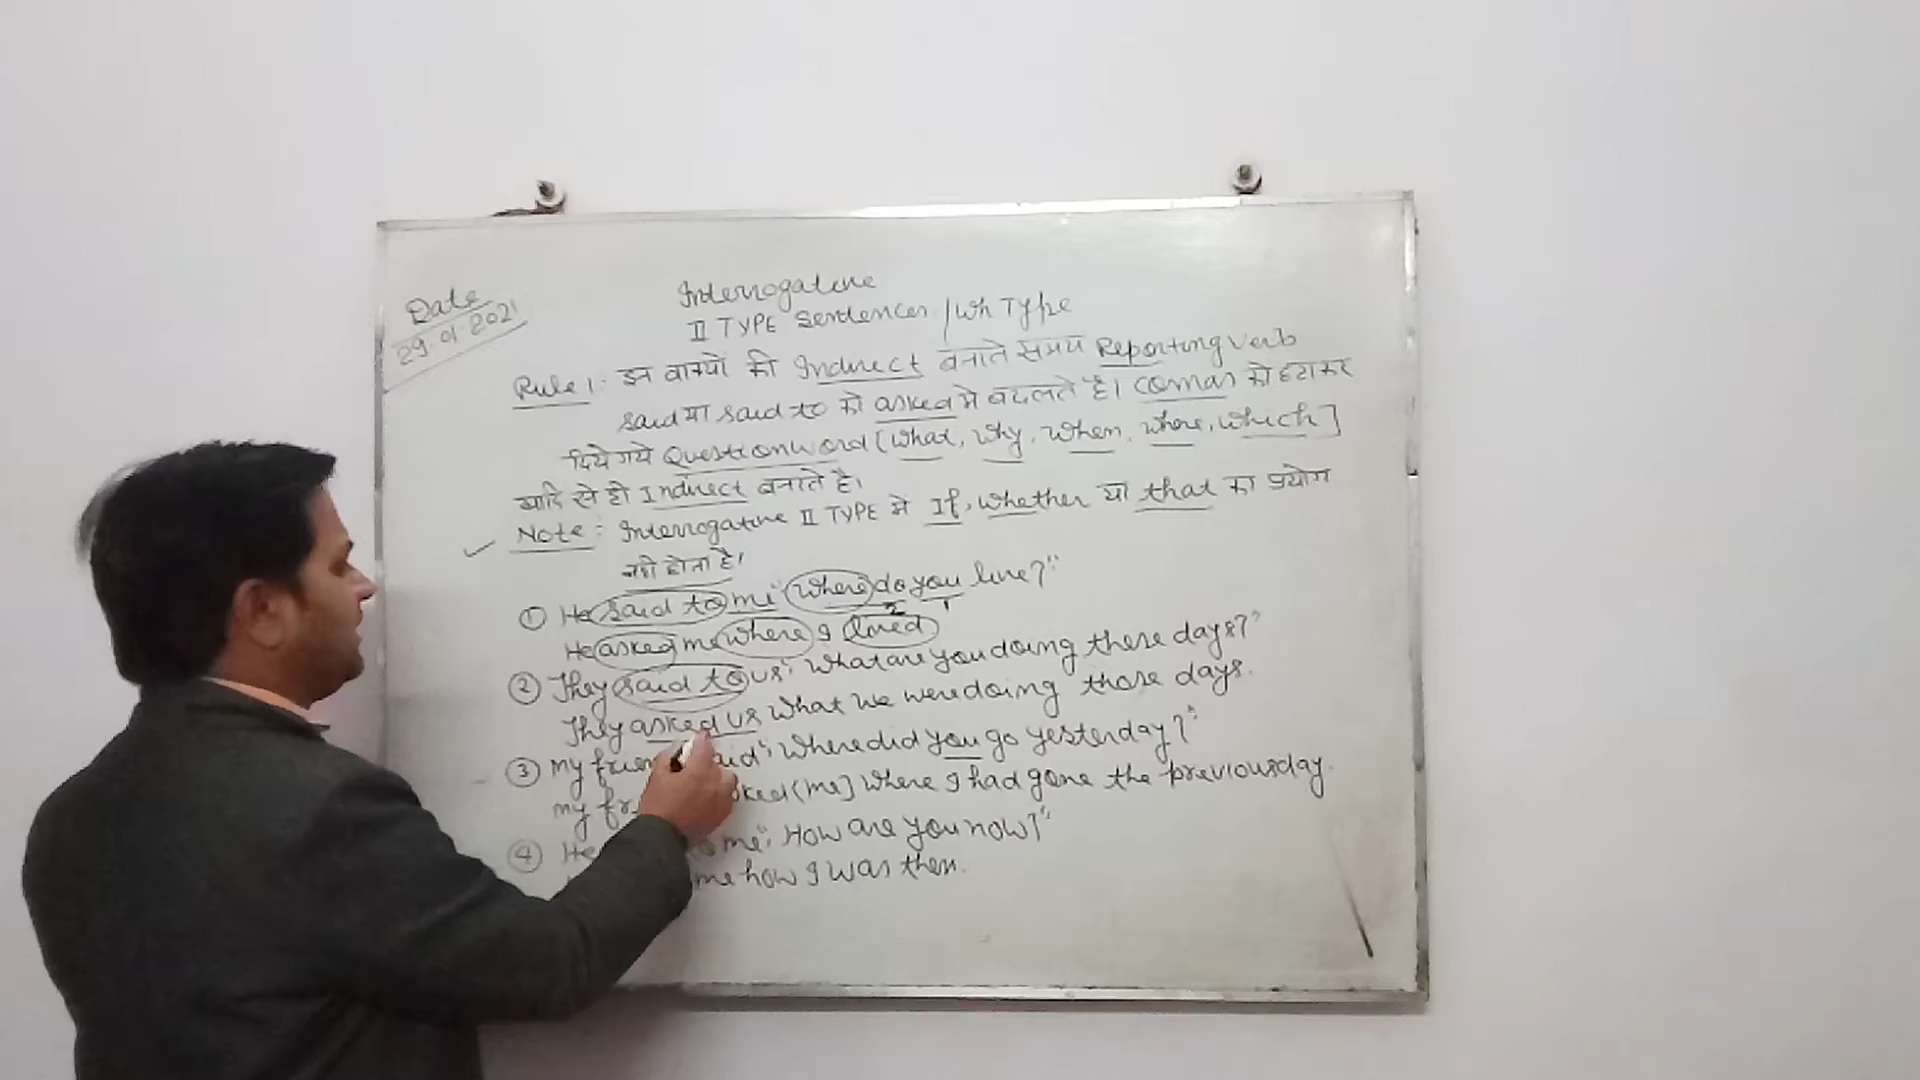 Date
29.01.2021
Interrogative
II TYPE Sentences / Wh Type
Rule 1: इन वाक्यो की Indirect बनाते समय Reporting Verb
said या said to को asked मे बदलते है। comas को हटा कर
दिये गये Question word [what, why, when, where, which]
आदि से ही Indirect बनाते है।
Note: Interrogative II TYPE मे If, whether या that का प्रयोग
नही होता है।
① He said to me "where do you live?"
2 1
He asked me where I lived
② They said to us "what are you doing these days?"
They asked us what we were doing those days.
③ my said "where did you go yesterday?"
my [me] where I had gone the previous day.
④ He me "How are you now?"
me how I was then.